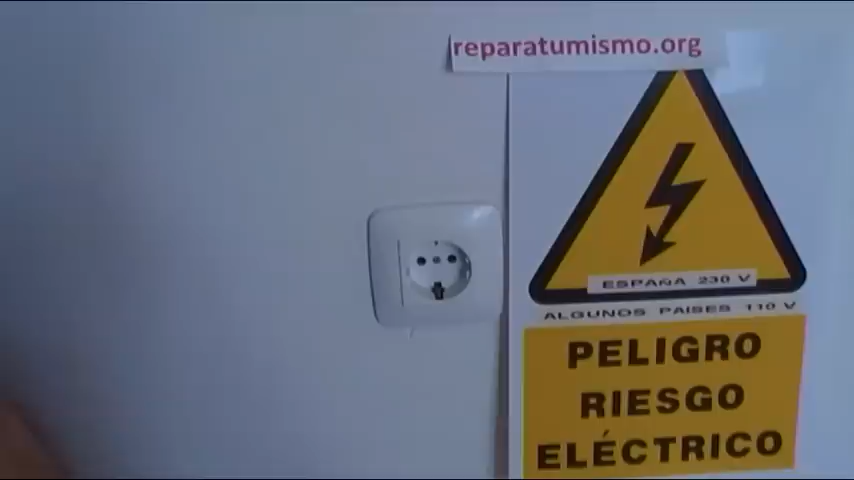 reparatumismo.org
ESPAÑA 230 V
ALGUNOS PAISES 110 V
PELIGRO
RIESGO
ELÉCTRICO